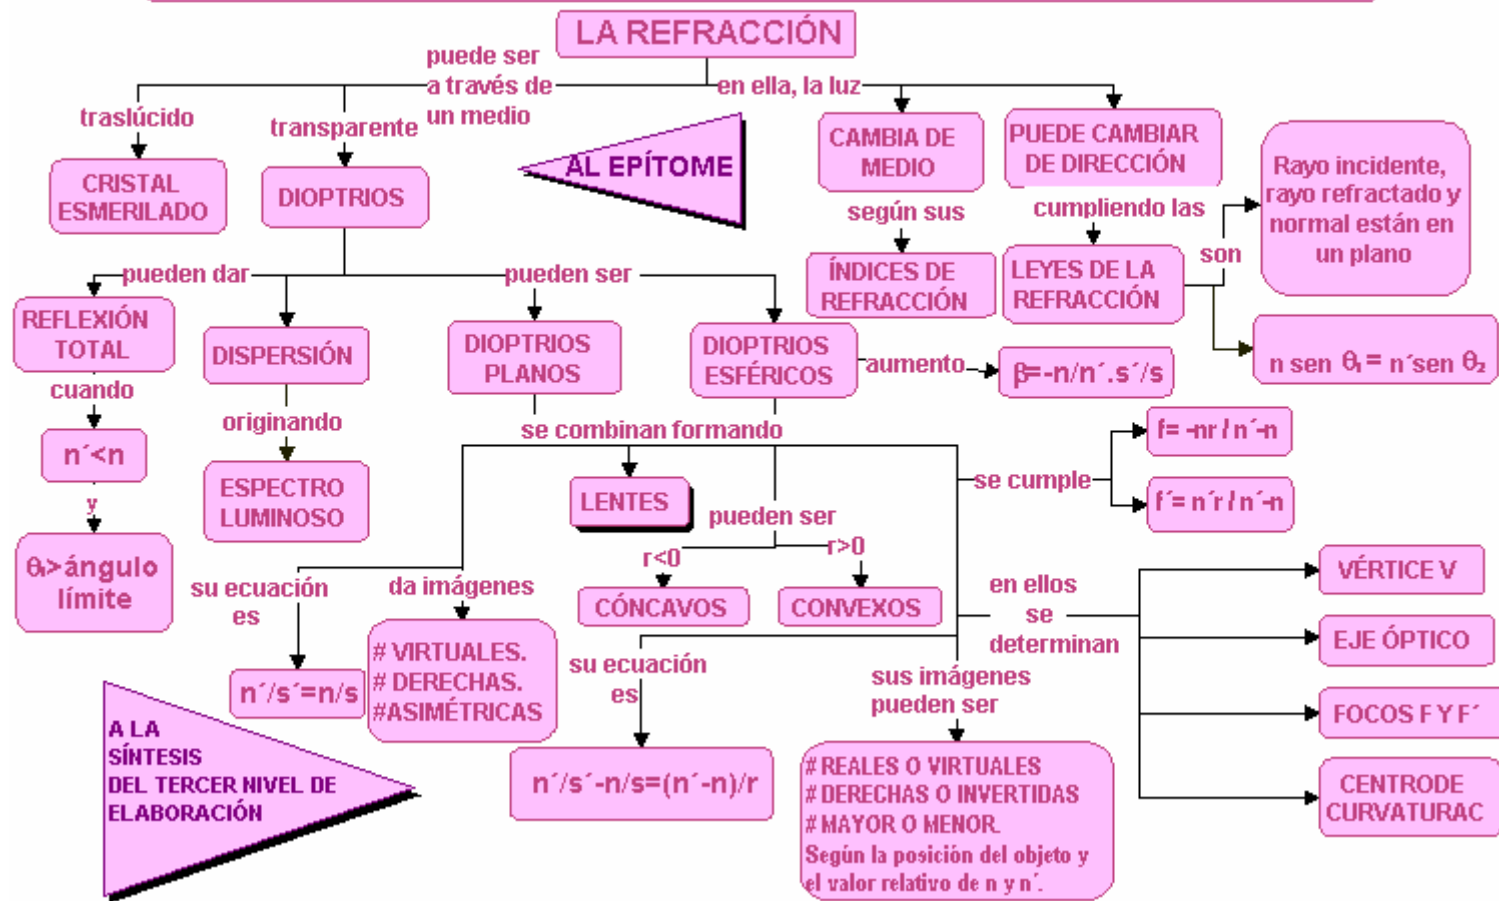 LA REFRACCIÓN
puede ser
a través de
un medio
en ella, la luz
traslúcido
transparente
CRISTAL
ESMERILADO
DIOPTRIOS
AL EPÍTOME
CAMBIA DE
MEDIO
PUEDE CAMBIAR
DE DIRECCIÓN
Rayo incidente,
rayo refractado y
normal están en
un plano
según sus
cumpliendo las
son
pueden dar
pueden ser
ÍNDICES DE
REFRACCIÓN
LEYES DE LA
REFRACCIÓN
REFLEXIÓN
TOTAL
DISPERSIÓN
DIOPTRIOS
PLANOS
DIOPTRIOS
ESFÉRICOS
aumento
β=-n/n´.s´/s
n sen θ₁ = n´sen θ₂
cuando
originando
se combinan formando
n´<n
y
θ₁>ángulo
límite
ESPECTRO
LUMINOSO
LENTES
pueden ser
r<0
r>0
CÓNCAVOS
CONVEXOS
se cumple
f= -nr / n´-n
f´= n´r / n´-n
su ecuación
es
da imágenes
n´/s´=n/s
# VIRTUALES.
# DERECHAS.
#ASIMÉTRICAS
su ecuación
es
n´/s´-n/s=(n´-n)/r
sus imágenes
pueden ser
# REALES O VIRTUALES
# DERECHAS O INVERTIDAS
# MAYOR O MENOR.
Según la posición del objeto y
el valor relativo de n y n´.
en ellos
se
determinan
VÉRTICE V
EJE ÓPTICO
FOCOS F Y F´
CENTRODE
CURVATURAC
A LA
SÍNTESIS
DEL TERCER NIVEL DE
ELABORACIÓN